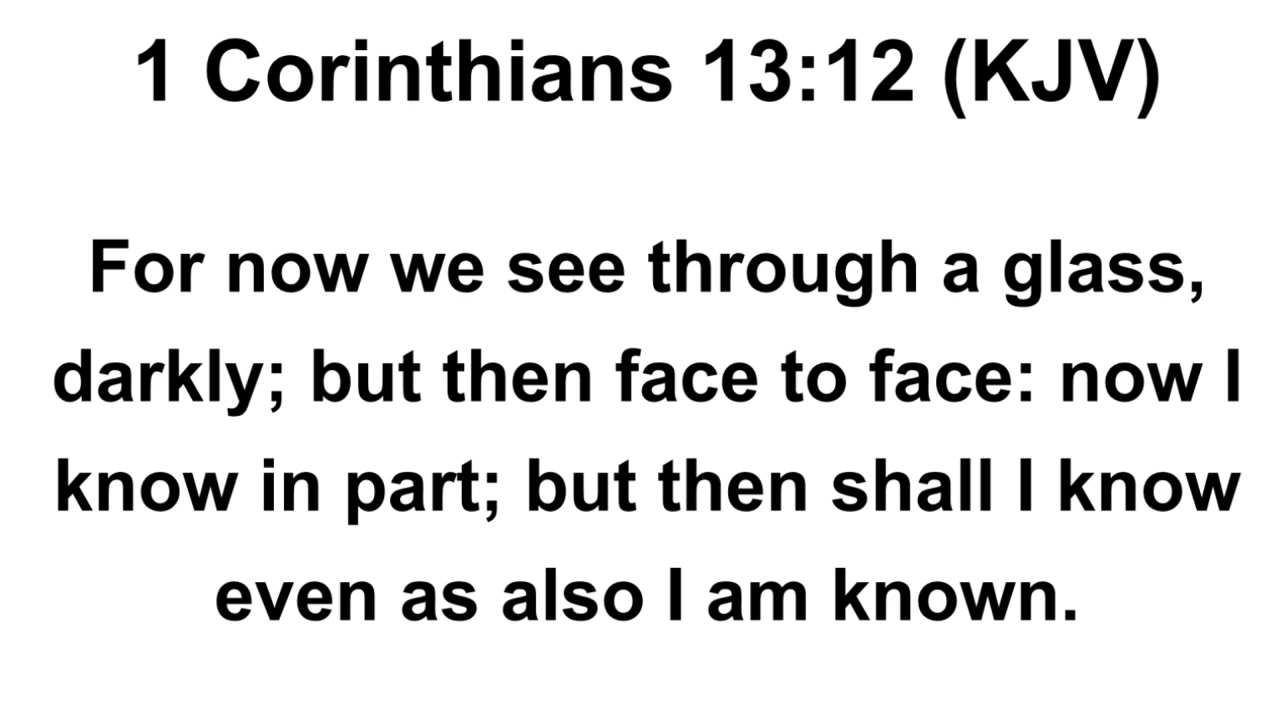 1 Corinthians 13:12 (KJV)
For now we see through a glass,
darkly; but then face to face: now I
know in part; but then shall I know
even as also I am known.